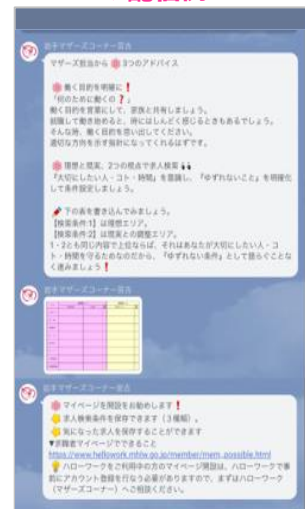 岩手マザーズコーナー盛岡
マザーズ担当から🌸3つのアドバイス
🌸働く目的を明確に❗
「何のために働くの❓」
働く目的を言葉にして、家族と共有しましょう。
就職して働き始めると、時にはしんどく感じるときもあるでしょう。
そんな時、働く目的を思い出してください。
適切な方向を示す指針になってくれるはずです。
🌸理想と現実、2つの視点で求人検索👀
『大切にしたい人・コト・時間』を意識し、『ゆずれないこと』を明確化
して条件設定しましょう。
下の表を書き込んでみましょう。
【検索条件1】は理想エリア。
【検索条件2】は現実との調整エリア。
1・2とも同じ内容で上位ならば、それはあなたが大切にしたい人・コ
ト・時間を守るためなのだから、『ゆずれない条件』として揺らぐことな
く進みましょう❗
岩手マザーズコーナー盛岡
岩手マザーズコーナー盛岡
🌸マイページを開設をお勧めします❗
求人検索条件を保存できます（3種類）。
気になった求人を保存することができます
▼求職者マイページでできること
https://www.hellowork.mhlw.go.jp/member/mem_possible.html
💡ハローワークをご利用中の方のマイページ開設は、ハローワークで事
前にアカウント登録を行なう必要がありますので、まずはハローワーク
（マザーズコーナー）へご相談ください。